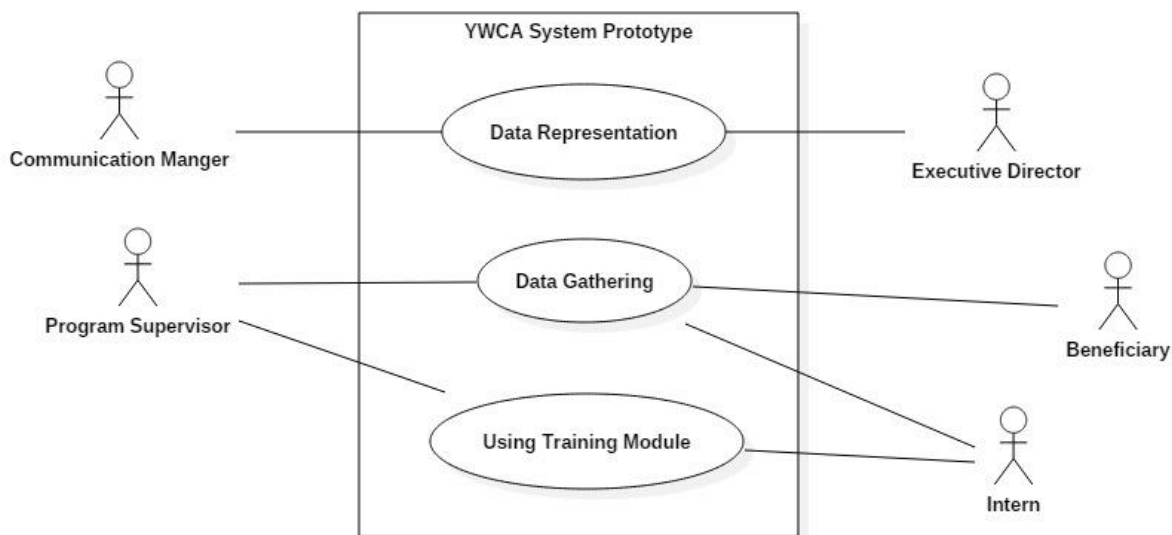 YWCA System Prototype
Communication Manger
Data Representation
Executive Director
Program Supervisor
Data Gathering
Beneficiary
Using Training Module
Intern